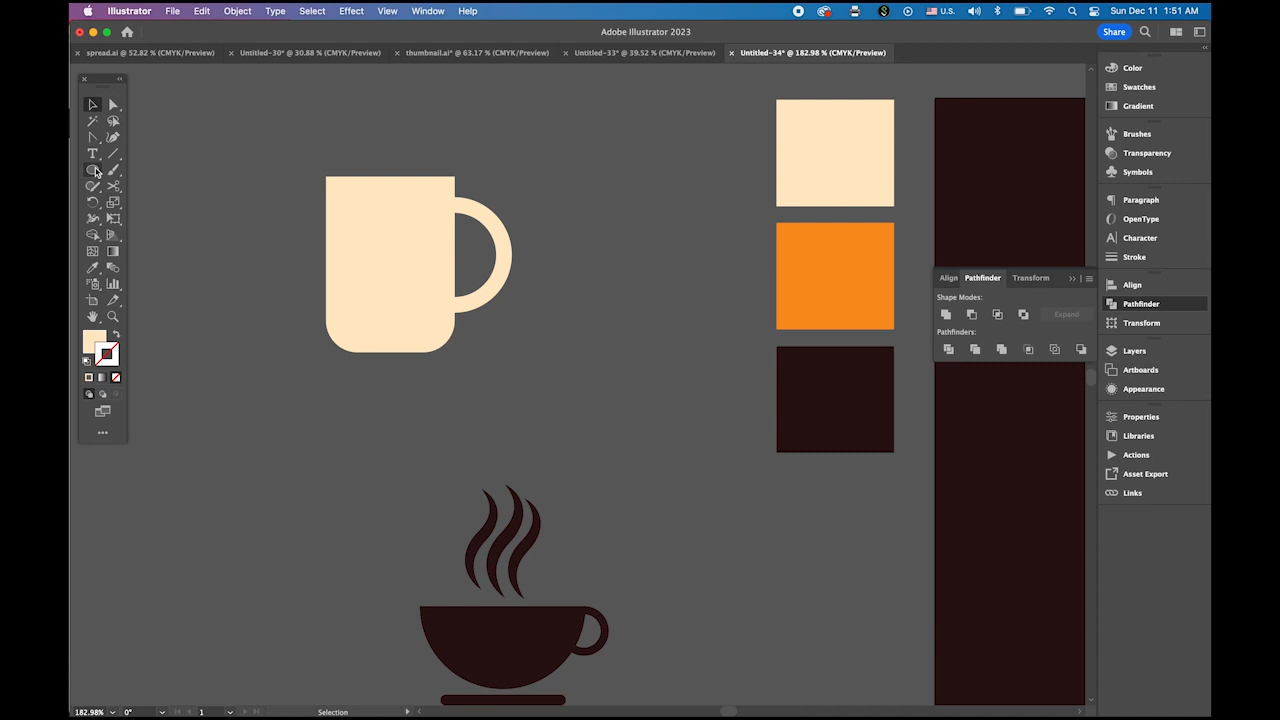 Illustrator File Edit Object Type Select Effect View Window Help U.S. Sun Dec 11 1:51 AM
Adobe Illustrator 2023 Share
spread.ai @ 52.82 % (CMYK/Preview) Untitled-30* @ 30.88 % (CMYK/Preview) thumbnail.ai* @ 63.17 % (CMYK/Preview) Untitled-33* @ 39.52 % (CMYK/Preview) Untitled-34* @ 182.98 % (CMYK/Preview)
Color
Swatches
Gradient
Brushes
Transparency
Symbols
Paragraph
OpenType
Character
Stroke
Align Pathfinder Transform
Shape Modes:
Expand
Pathfinders:
Align
Pathfinder
Transform
Layers
Artboards
Appearance
Properties
Libraries
Actions
Asset Export
Links
182.98% 0° 1 Selection